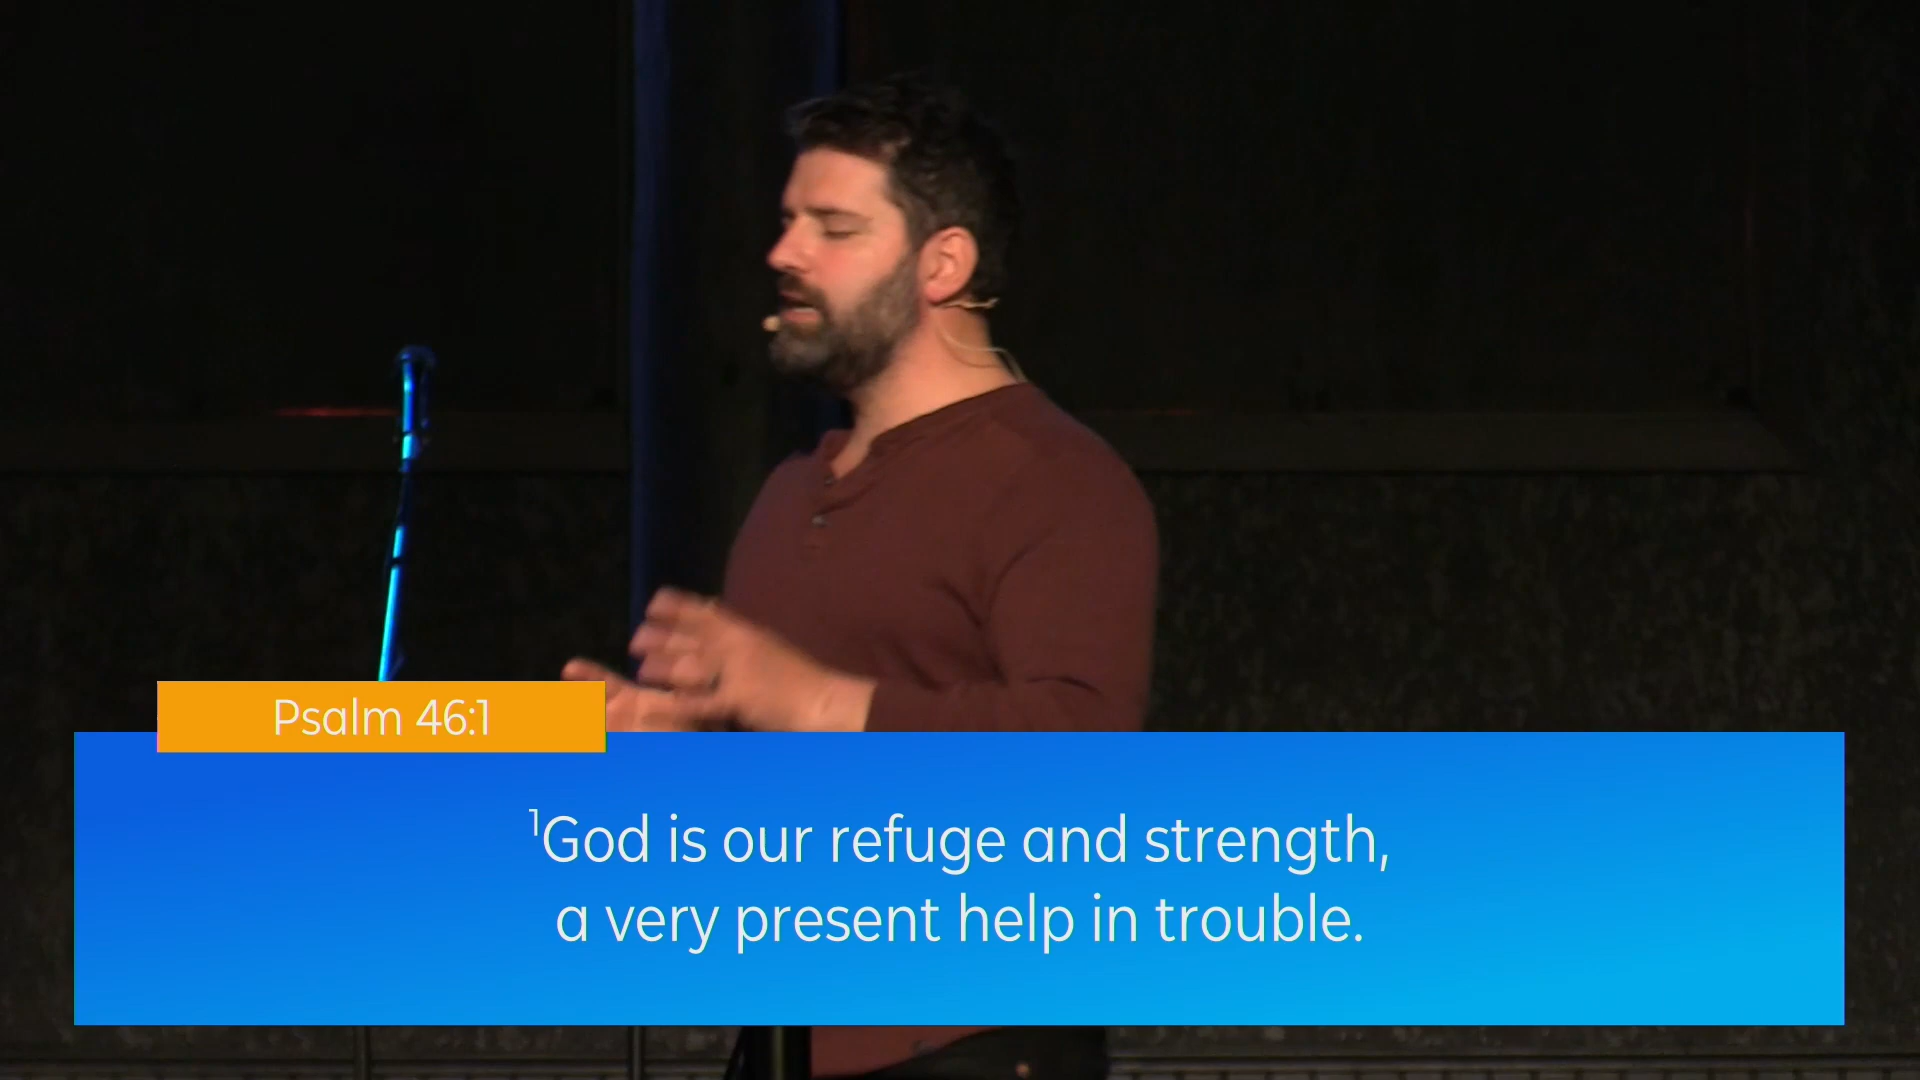 Psalm 46:1
¹God is our refuge and strength,
a very present help in trouble.